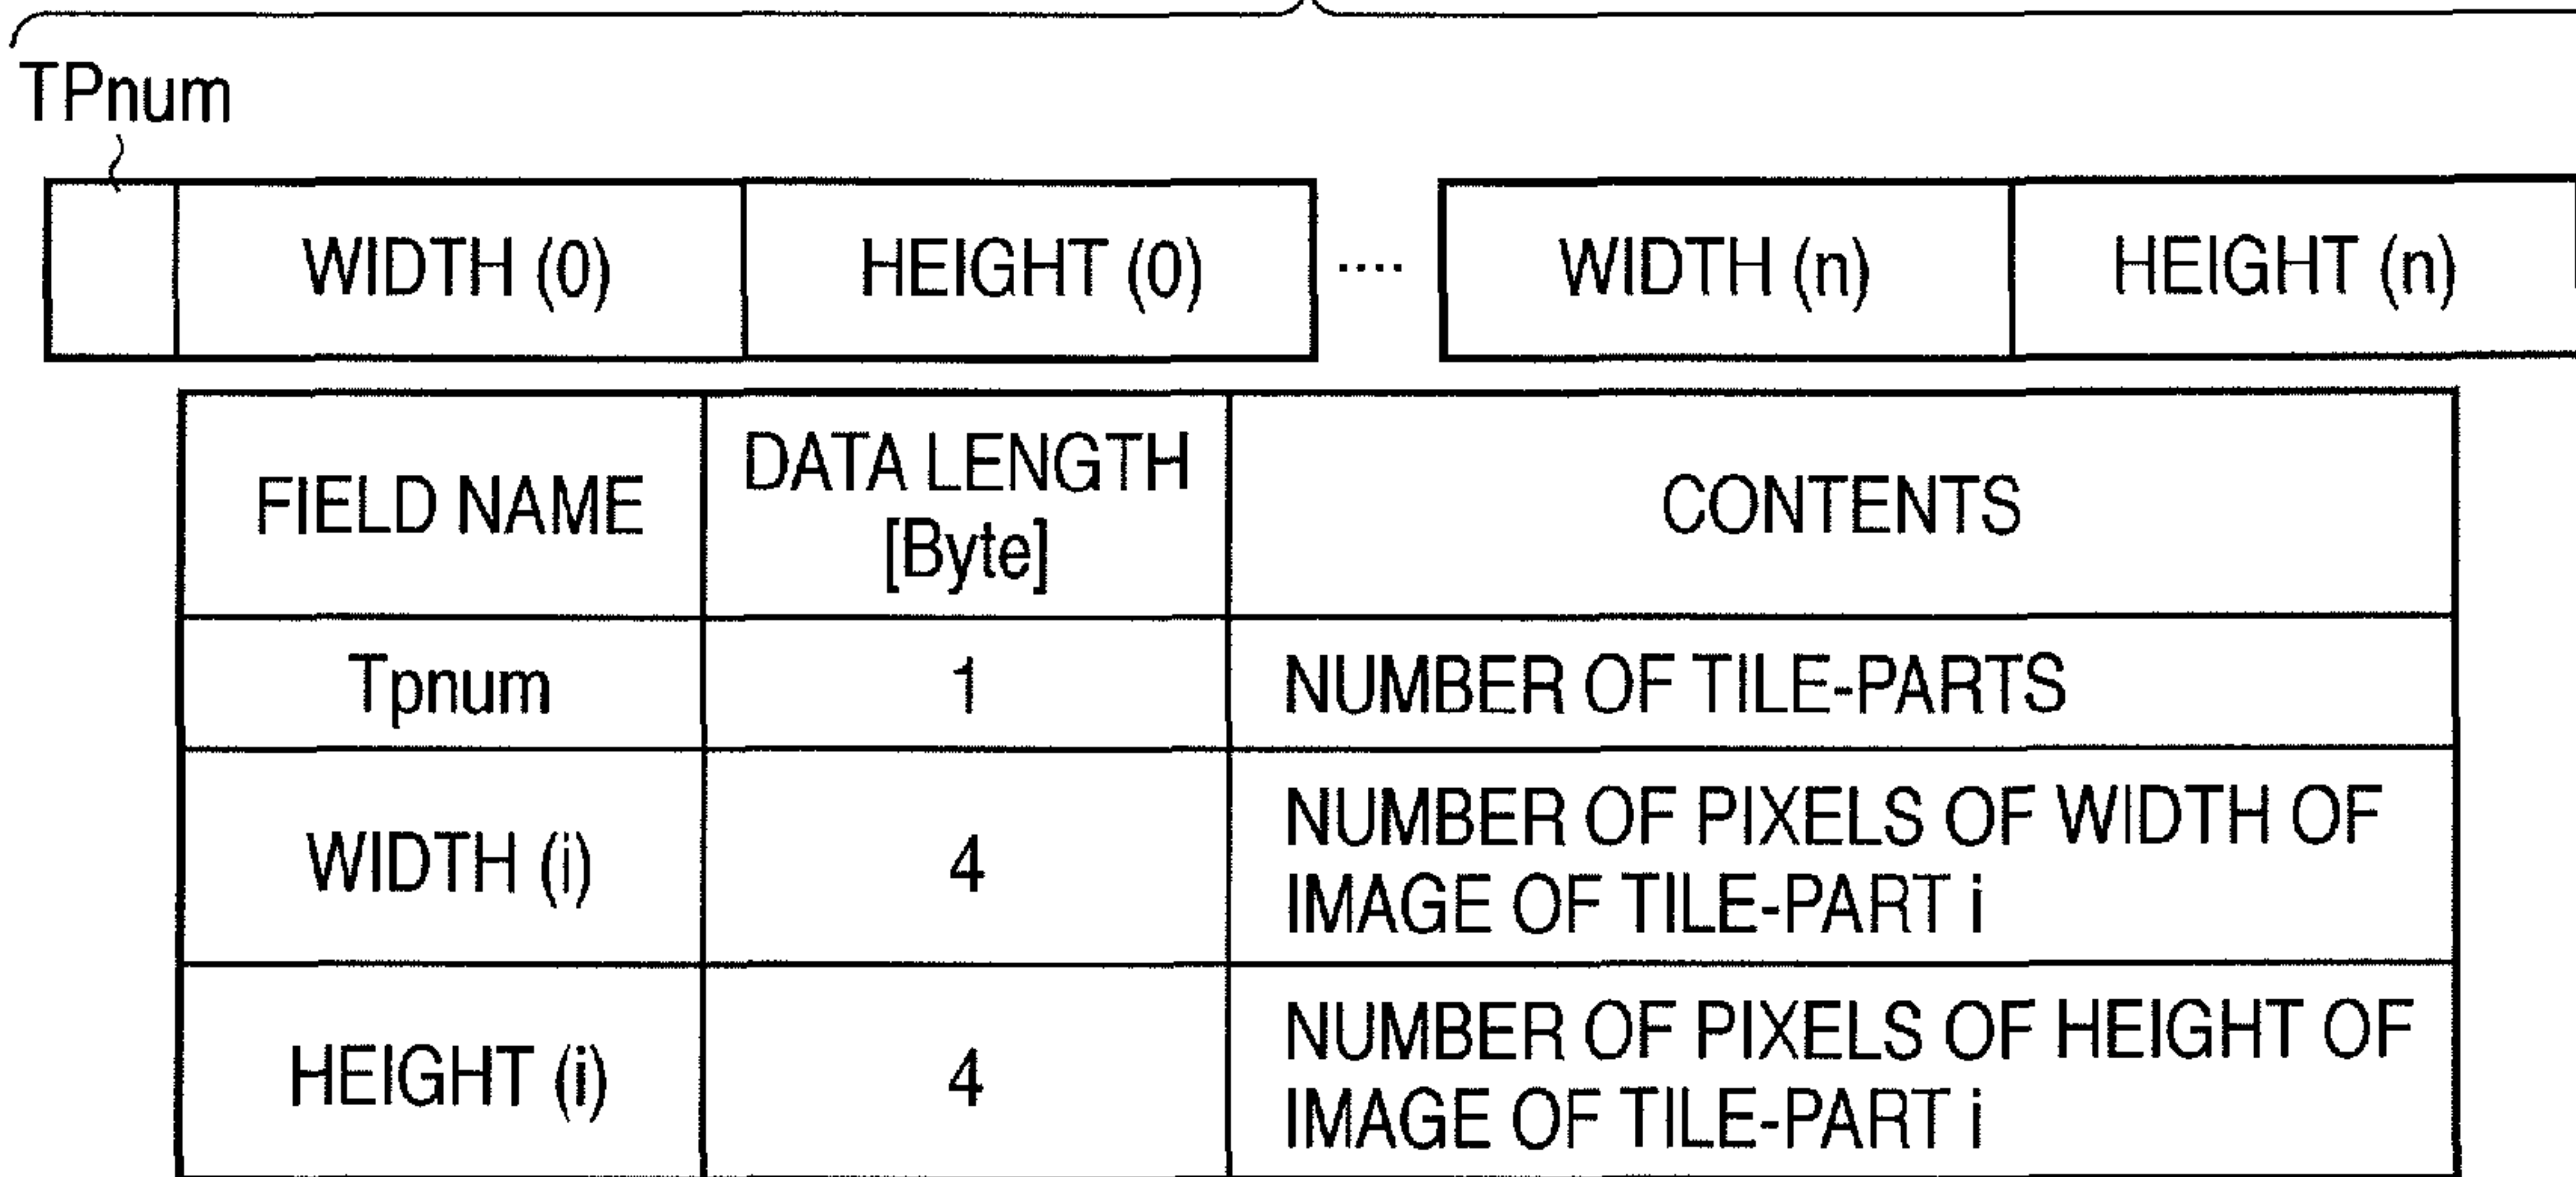 TPnum
WIDTH (0) HEIGHT (0) .... WIDTH (n) HEIGHT (n)
FIELD NAME DATA LENGTH [Byte] CONTENTS
Tpnum 1 NUMBER OF TILE-PARTS
WIDTH (i) 4 NUMBER OF PIXELS OF WIDTH OF
IMAGE OF TILE-PART i
HEIGHT (i) 4 NUMBER OF PIXELS OF HEIGHT OF
IMAGE OF TILE-PART i